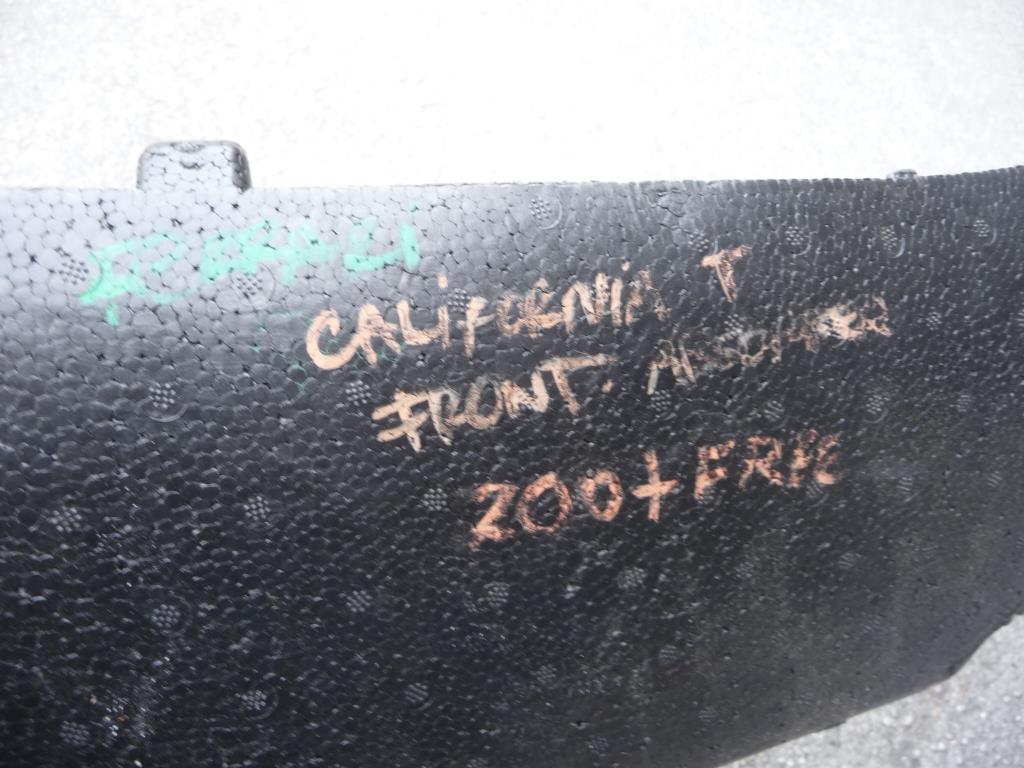 FERRARi
CALiFORNIA T
FRONT. ABSORBER
200+ FREE